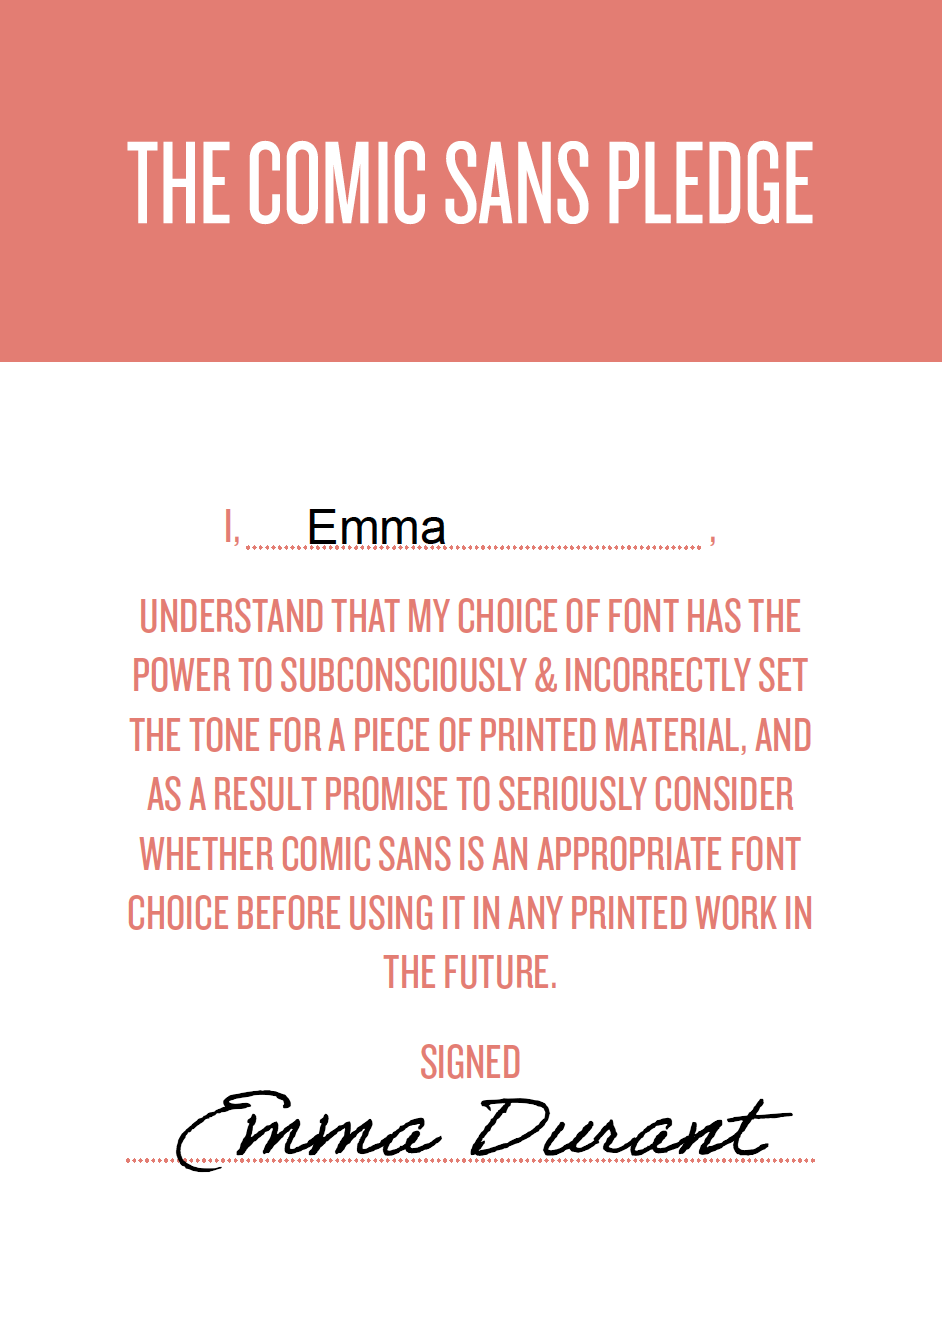 THE COMIC SANS PLEDGE
I, Emma ,
UNDERSTAND THAT MY CHOICE OF FONT HAS THE
POWER TO SUBCONSCIOUSLY & INCORRECTLY SET
THE TONE FOR A PIECE OF PRINTED MATERIAL, AND
AS A RESULT PROMISE TO SERIOUSLY CONSIDER
WHETHER COMIC SANS IS AN APPROPRIATE FONT
CHOICE BEFORE USING IT IN ANY PRINTED WORK IN
THE FUTURE.
SIGNED
Emma Durant